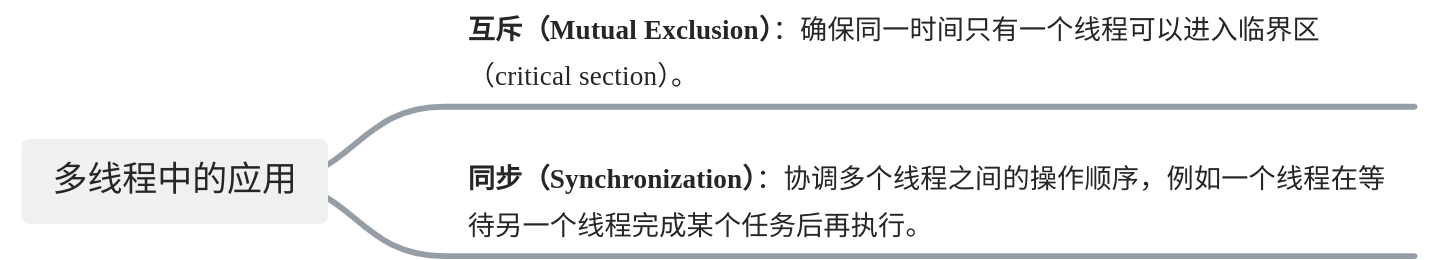 互斥（Mutual Exclusion）：确保同一时间只有一个线程可以进入临界区
（critical section）。
多线程中的应用
同步（Synchronization）：协调多个线程之间的操作顺序，例如一个线程在等
待另一个线程完成某个任务后再执行。